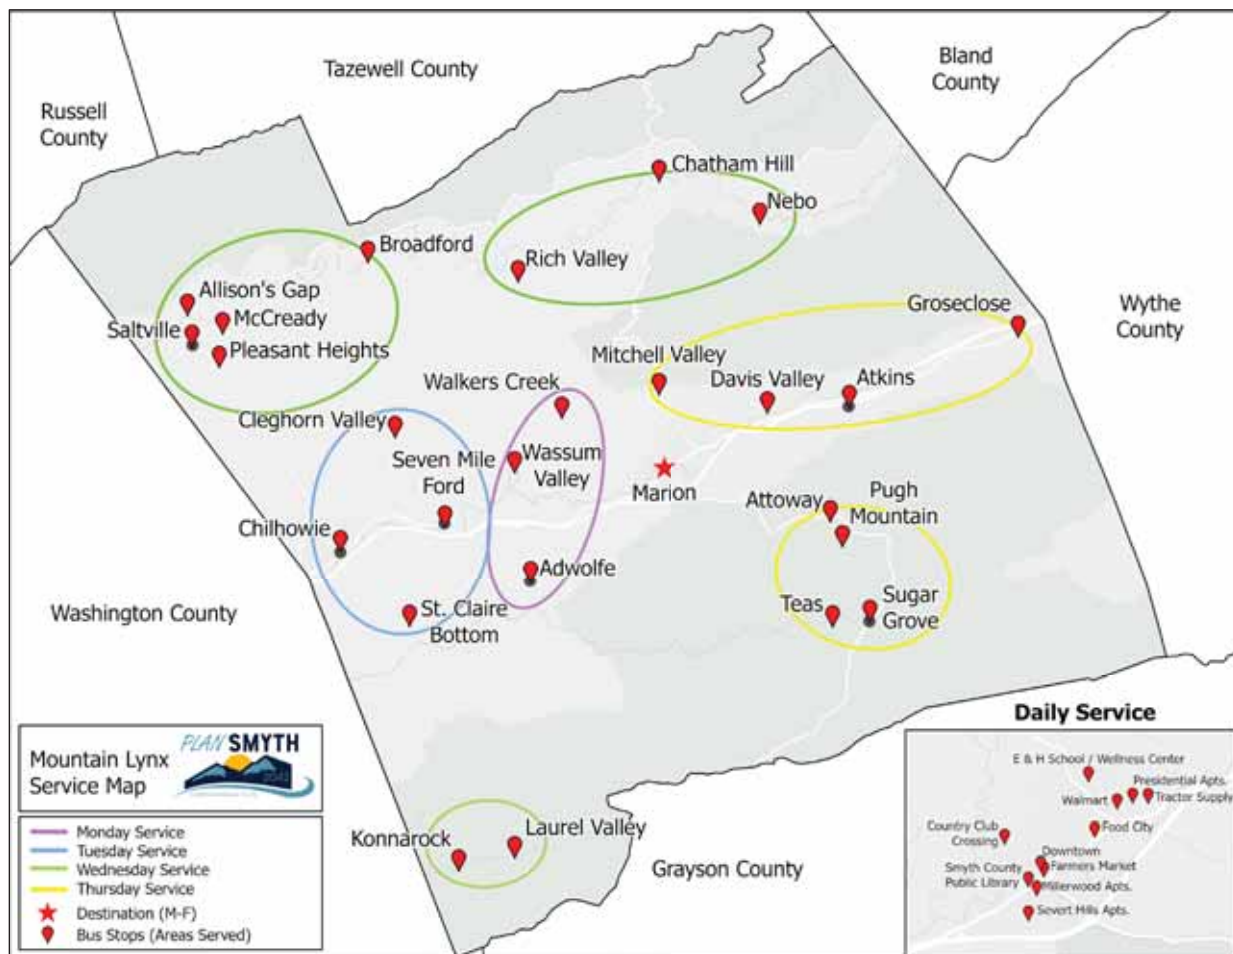 Tazewell County
Bland
County
Russell
County
Chatham Hill
Nebo
Broadford
Rich Valley
Allison's Gap
McCready
Saltville
Pleasant Heights
Groseclose
Wythe
County
Mitchell Valley
Davis Valley
Atkins
Walkers Creek
Cleghorn Valley
Seven Mile
Ford
Wassum
Valley
Marion
Attoway
Pugh
Mountain
Chilhowie
Adwolfe
Washington County
St. Claire
Bottom
Teas
Sugar
Grove
Daily Service
E & H School / Wellness Center
Presidential Apts.
Walmart
Tractor Supply
Food City
Country Club
Crossing
Downtown
Farmers Market
Smyth County
Public Library
Millerwood Apts.
Severt Hills Apts.
Mountain Lynx
Service Map
PLAN SMYTH
Konnarock
Laurel Valley
Grayson County
Monday Service
Tuesday Service
Wednesday Service
Thursday Service
Destination (M-F)
Bus Stops (Areas Served)